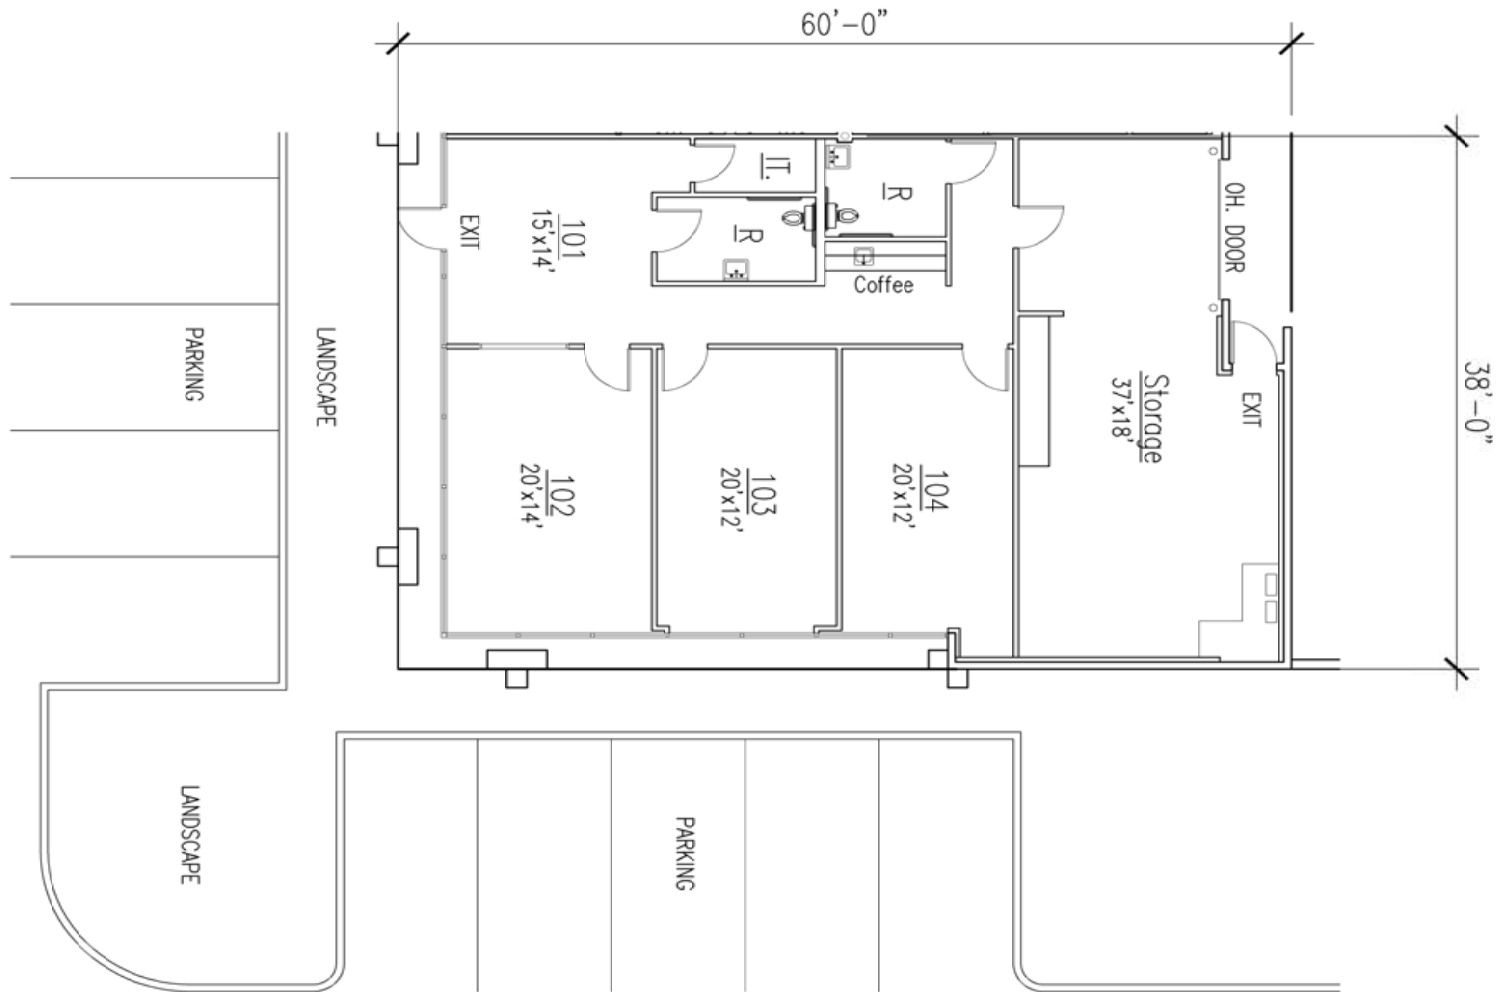 60'-0"
IT.
R
R
EXIT
101
15'x14'
OH. DOOR
Coffee
38'-0"
PARKING
LANDSCAPE
Storage
37'x18'
EXIT
102
20'x14'
103
20'x12'
104
20'x12'
LANDSCAPE
PARKING